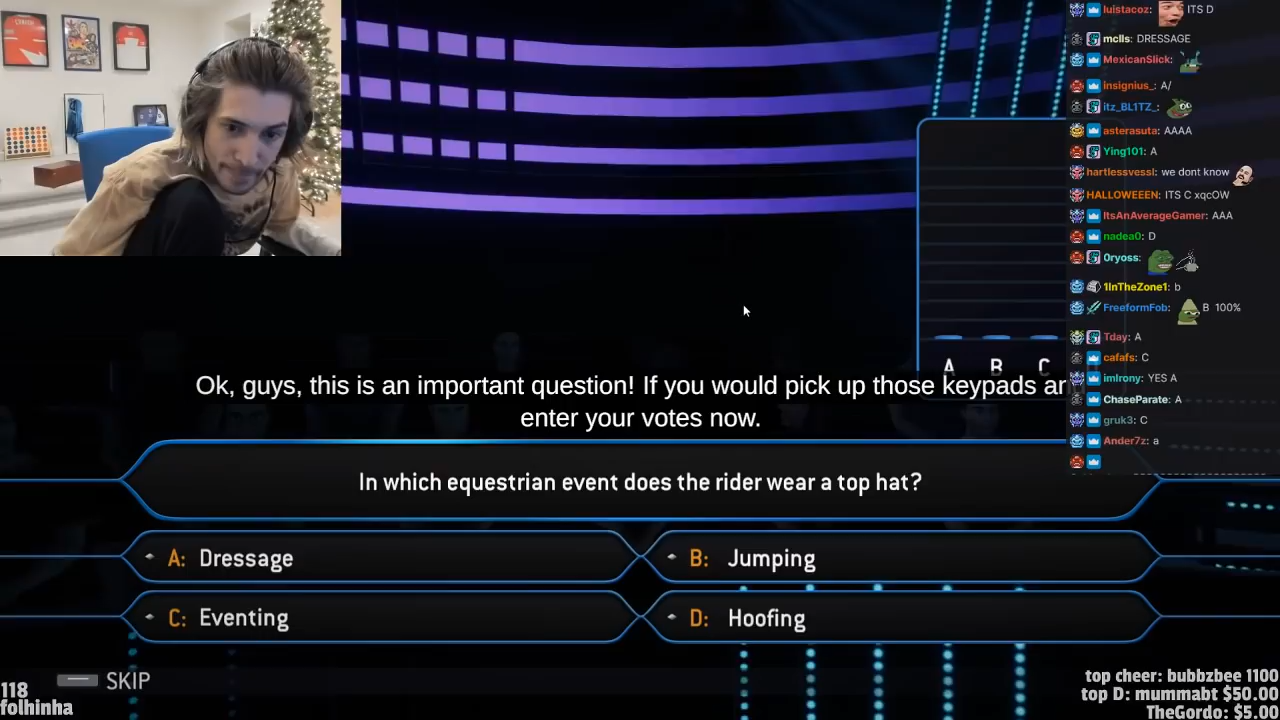 luistacoz: ITS D
mclls: DRESSAGE
MexicanSlick:
insignius_: A/
itz_BL1TZ_:
asterasuta: AAAA
Ying101: A
hartlessvessl: we dont know
HALLOWEEEN: ITS C xqcOW
ItsAnAverageGamer: AAA
nadea0: D
0ryoss:
1InTheZone1: b
FreeformFob: B 100%
Tday: A
cafafs: C
imlrony: YES A
ChaseParate: A
gruk3: C
Ander7z: a
A B C
Ok, guys, this is an important question! If you would pick up those keypads an
enter your votes now.
In which equestrian event does the rider wear a top hat?
A: Dressage
B: Jumping
C: Eventing
D: Hoofing
SKIP
118
folhinha
top cheer: bubbzbee 1100
top D: mummabt $50.00
TheGordo: $5.00